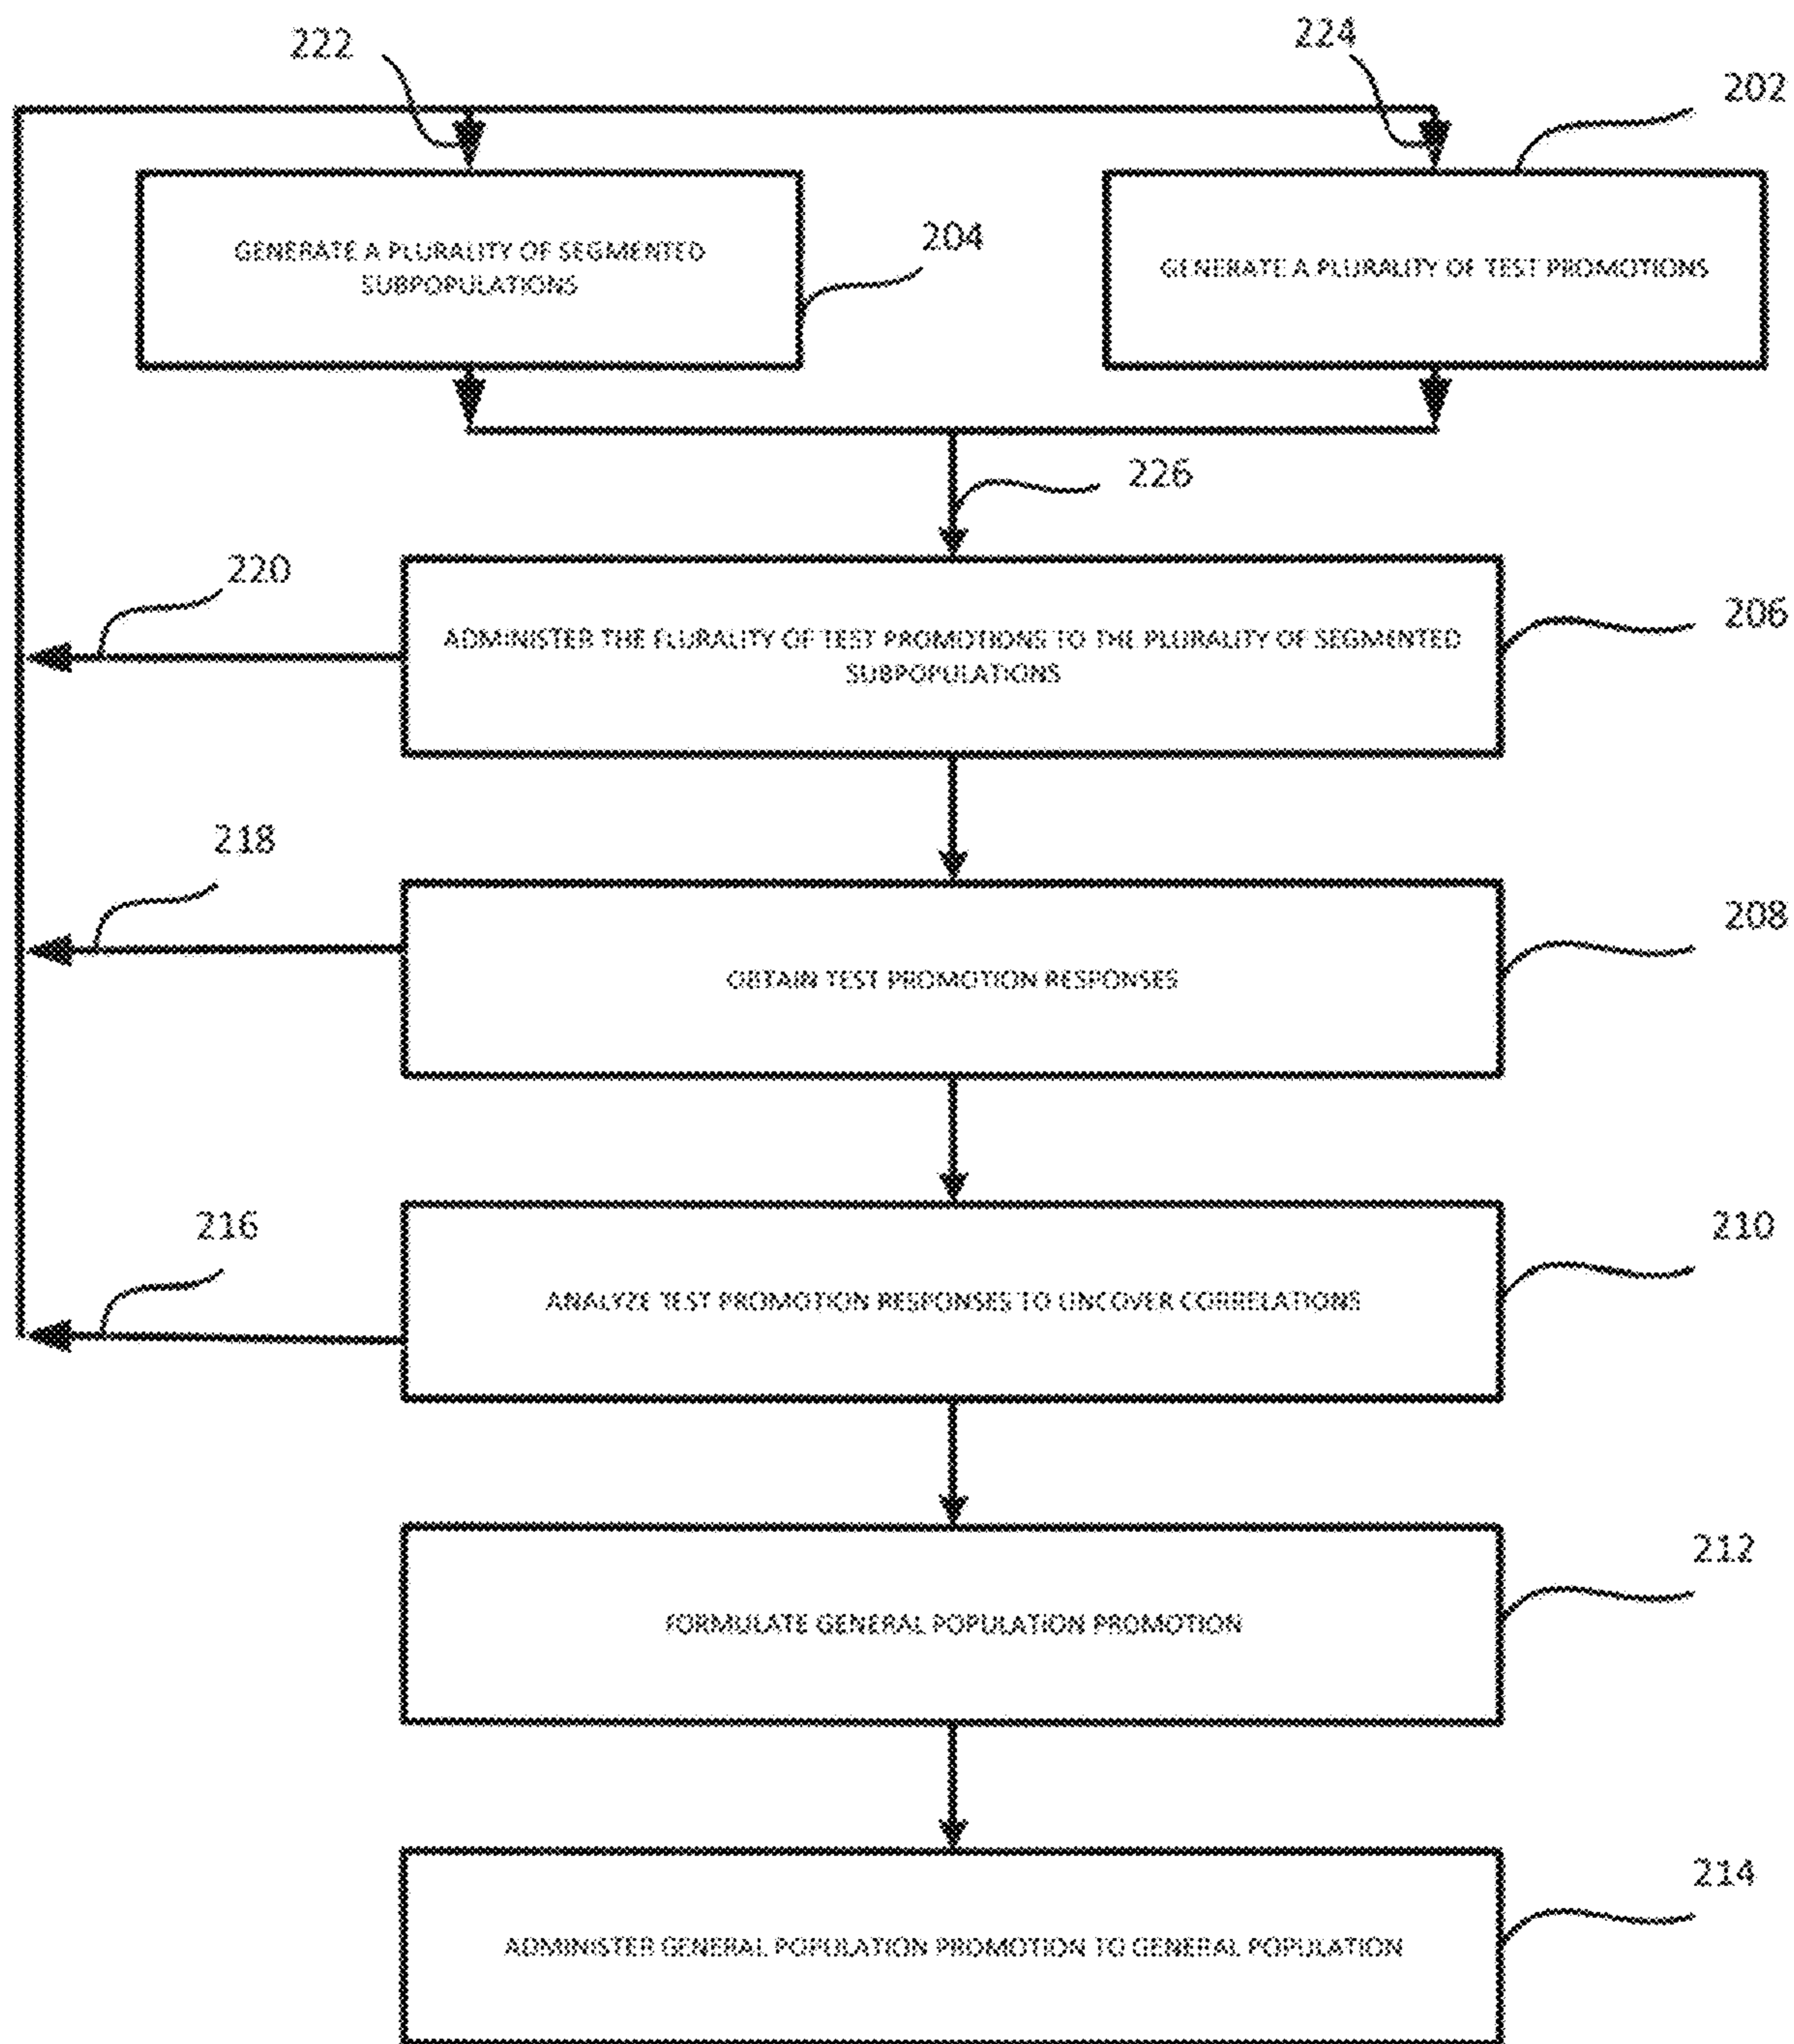 222
224
202
GENERATE A PLURALITY OF SEGMENTED
SUBPOPULATIONS
204
GENERATE A PLURALITY OF TEST PROMOTIONS
226
220
ADMINISTER THE PLURALITY OF TEST PROMOTIONS TO THE PLURALITY OF SEGMENTED
SUBPOPULATIONS
206
218
OBTAIN TEST PROMOTION RESPONSES
208
216
ANALYZE TEST PROMOTION RESPONSES TO UNCOVER CORRELATIONS
210
FORMULATE GENERAL POPULATION PROMOTION
212
ADMINISTER GENERAL POPULATION PROMOTION TO GENERAL POPULATION
214